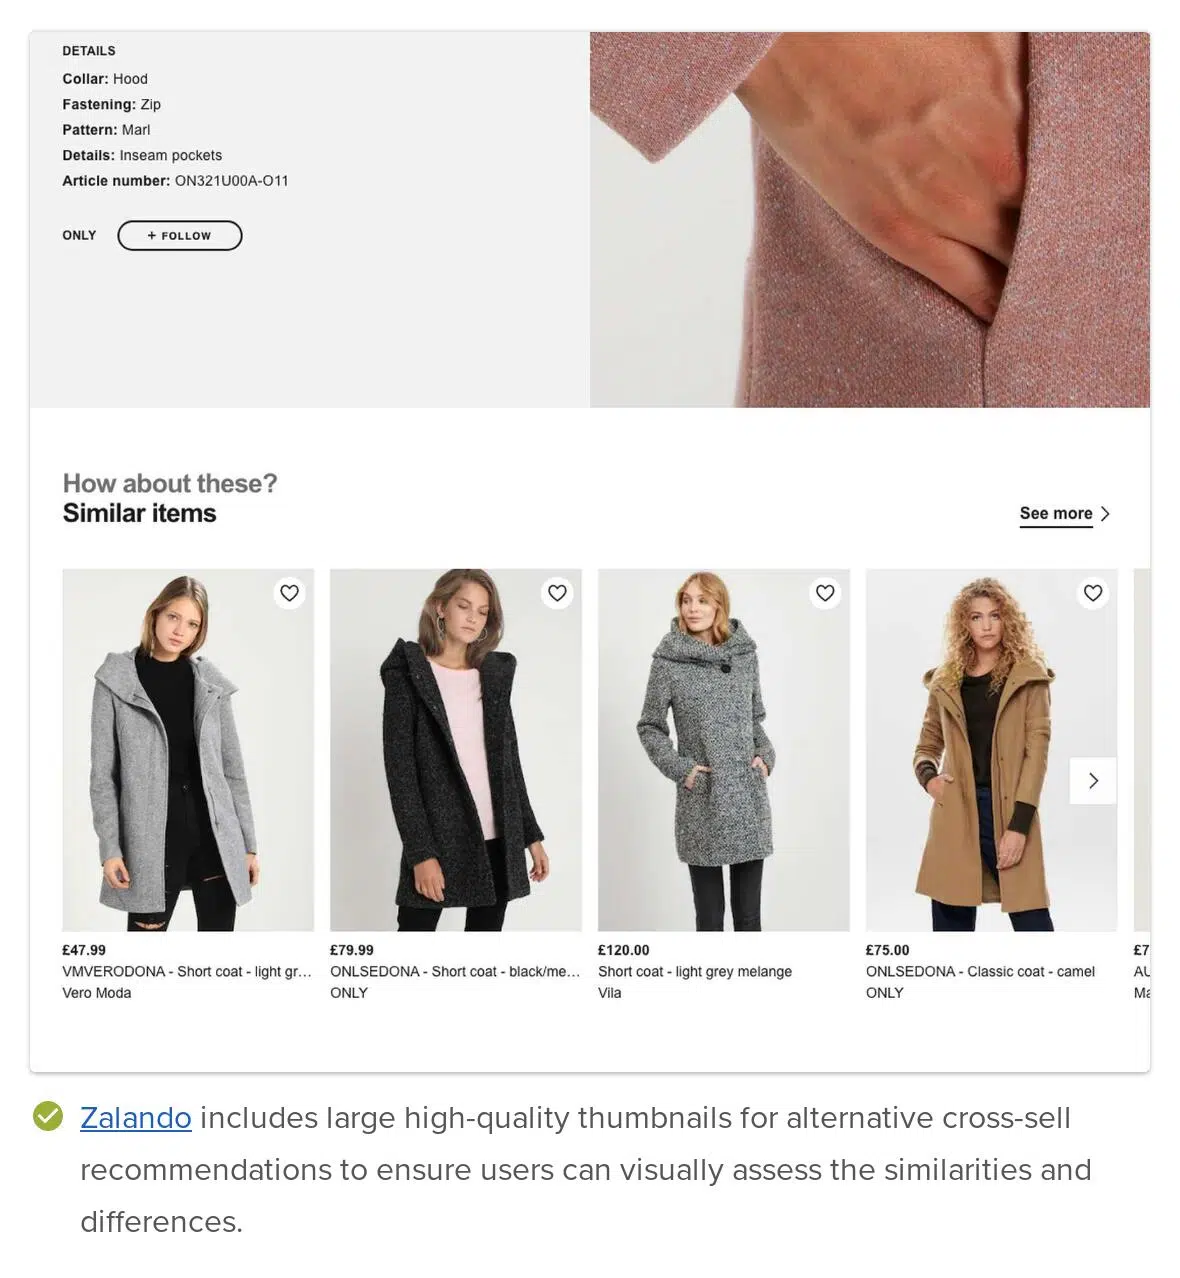 DETAILS
Collar: Hood
Fastening: Zip
Pattern: Marl
Details: Inseam pockets
Article number: ON321U00A-O11
ONLY + FOLLOW
How about these?
Similar items
See more
£47.99
VMVERODONA - Short coat - light gr...
Vero Moda
£79.99
ONLSEDONA - Short coat - black/me...
ONLY
£120.00
Short coat - light grey melange
Vila
£75.00
ONLSEDONA - Classic coat - camel
ONLY
£7
AU
Ma
Zalando includes large high-quality thumbnails for alternative cross-sell
recommendations to ensure users can visually assess the similarities and
differences.